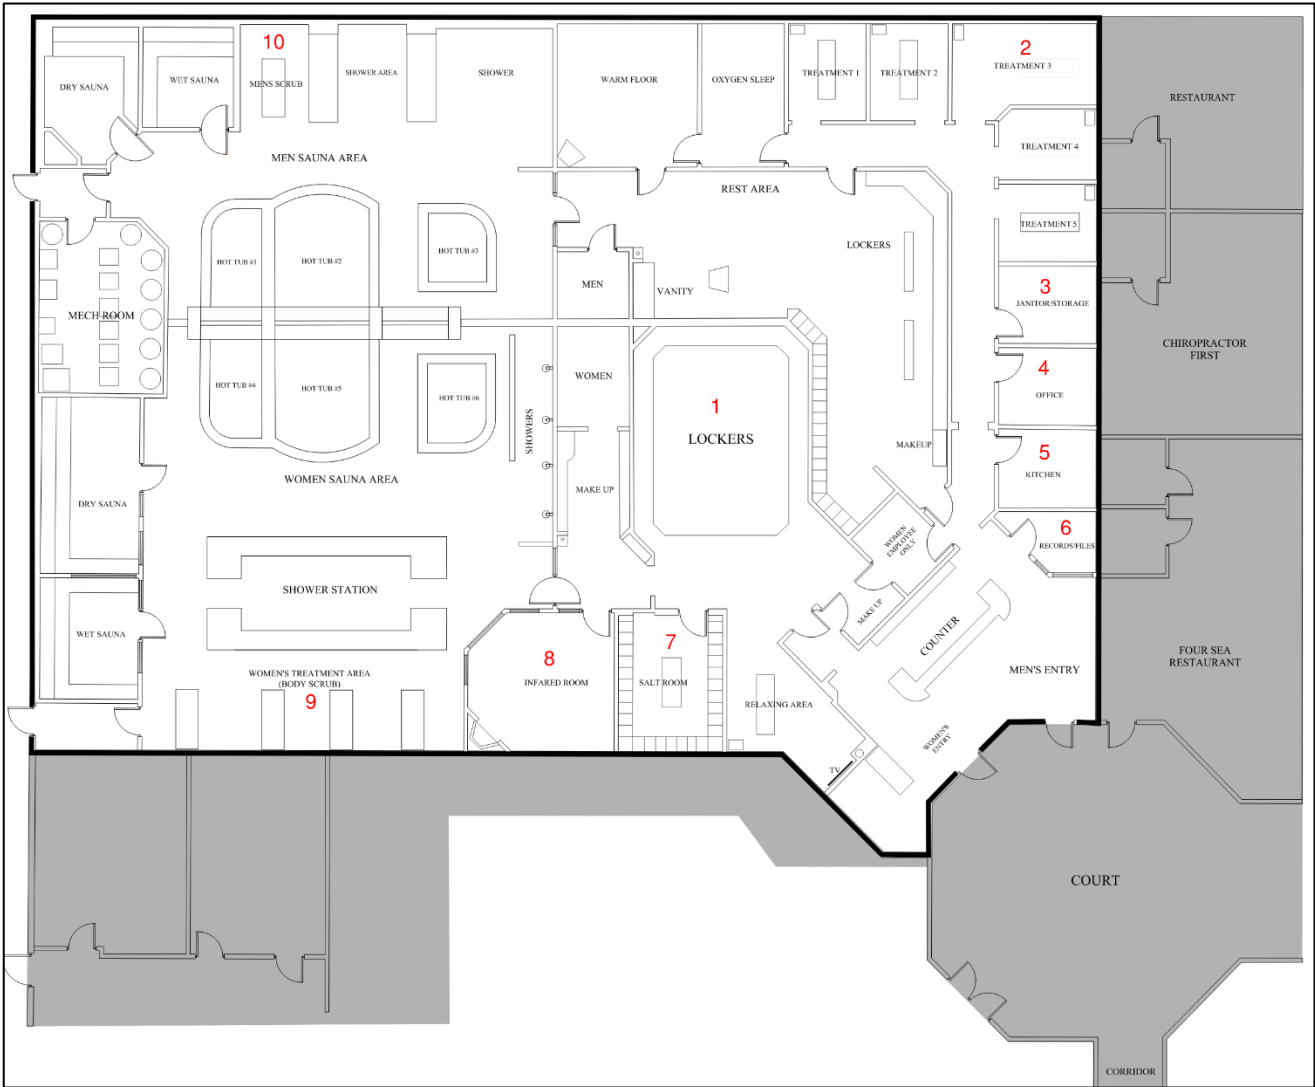 10
2
DRY SAUNA
WET SAUNA
MENS SCRUB
SHOWER AREA
SHOWER
WARM FLOOR
OXYGEN SLEEP
TREATMENT 1
TREATMENT 2
TREATMENT 3
RESTAURANT
MEN SAUNA AREA
REST AREA
TREATMENT 4
TREATMENT 5
LOCKERS
HOT TUB #1
HOT TUB #2
HOT TUB #3
MEN
VANITY
3
JANITOR/STORAGE
MECH ROOM
CHIROPRACTOR
FIRST
HOT TUB #4
HOT TUB #5
HOT TUB #6
WOMEN
SHOWERS
1
LOCKERS
4
OFFICE
MAKEUP
5
KITCHEN
WOMEN SAUNA AREA
MAKE UP
DRY SAUNA
WOMEN
EMPLOYEE
ONLY
6
RECORDS/FILES
SHOWER STATION
MAKE UP
COUNTER
WET SAUNA
FOUR SEA
RESTAURANT
MEN'S ENTRY
8
INFARED ROOM
7
SALT ROOM
WOMEN'S TREATMENT AREA
(BODY SCRUB)
9
RELAXING AREA
WOMEN'S
ENTRY
TV
COURT
CORRIDOR